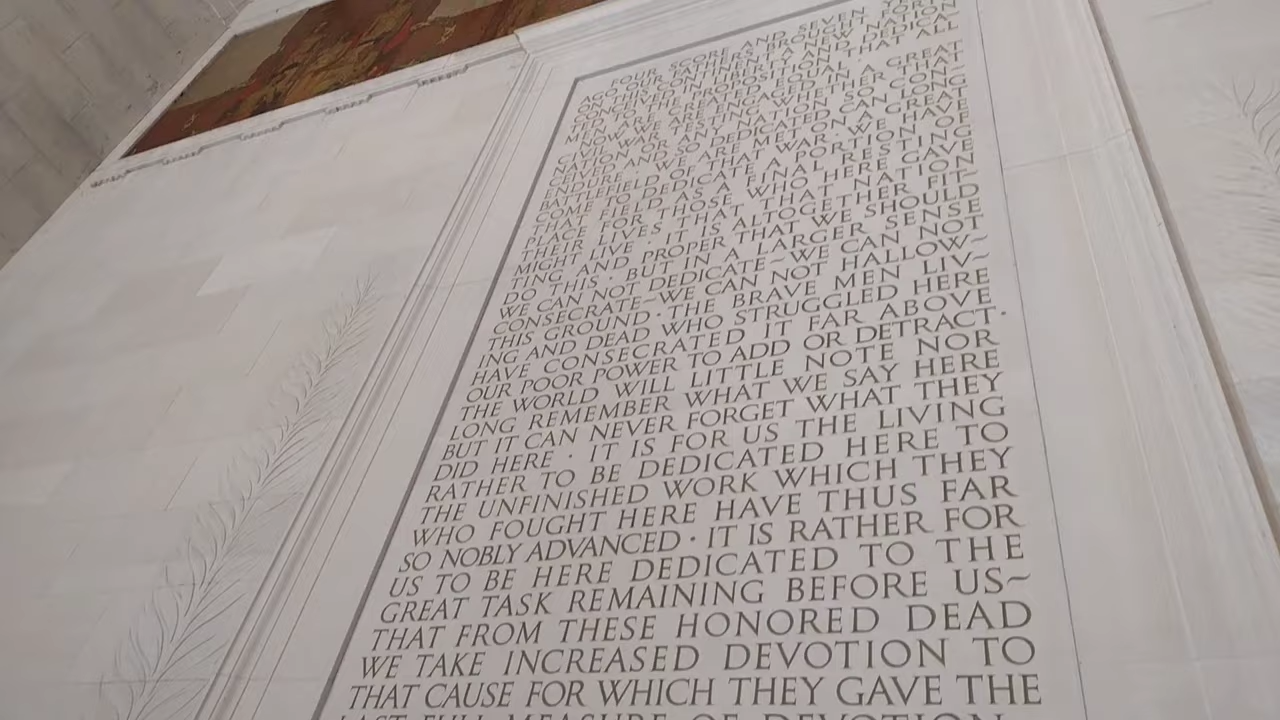 FOUR SCORE AND SEVEN YEARS
AGO OUR FATHERS BROUGHT FORTH
ON THIS CONTINENT A NEW NATION
CONCEIVED IN LIBERTY AND DEDICA-
TED TO THE PROPOSITION THAT ALL
MEN ARE CREATED EQUAL ·
NOW WE ARE ENGAGED IN A GREAT
CIVIL WAR TESTING WHETHER THAT
NATION OR ANY NATION SO CON-
CEIVED AND SO DEDICATED CAN LONG
ENDURE · WE ARE MET ON A GREAT
BATTLEFIELD OF THAT WAR · WE HAVE
COME TO DEDICATE A PORTION OF
THAT FIELD AS A FINAL RESTING
PLACE FOR THOSE WHO HERE GAVE
THEIR LIVES THAT THAT NATION
MIGHT LIVE · IT IS ALTOGETHER FIT-
TING AND PROPER THAT WE SHOULD
DO THIS · BUT IN A LARGER SENSE
WE CAN NOT DEDICATE~WE CAN NOT
CONSECRATE~WE CAN NOT HALLOW~
THIS GROUND · THE BRAVE MEN LIV~
ING AND DEAD WHO STRUGGLED HERE
HAVE CONSECRATED IT FAR ABOVE
OUR POOR POWER TO ADD OR DETRACT ·
THE WORLD WILL LITTLE NOTE NOR
LONG REMEMBER WHAT WE SAY HERE
BUT IT CAN NEVER FORGET WHAT THEY
DID HERE · IT IS FOR US THE LIVING
RATHER TO BE DEDICATED HERE TO
THE UNFINISHED WORK WHICH THEY
WHO FOUGHT HERE HAVE THUS FAR
SO NOBLY ADVANCED · IT IS RATHER FOR
US TO BE HERE DEDICATED TO THE
GREAT TASK REMAINING BEFORE US~
THAT FROM THESE HONORED DEAD
WE TAKE INCREASED DEVOTION TO
THAT CAUSE FOR WHICH THEY GAVE THE
LAST FULL MEASURE OF DEVOTION